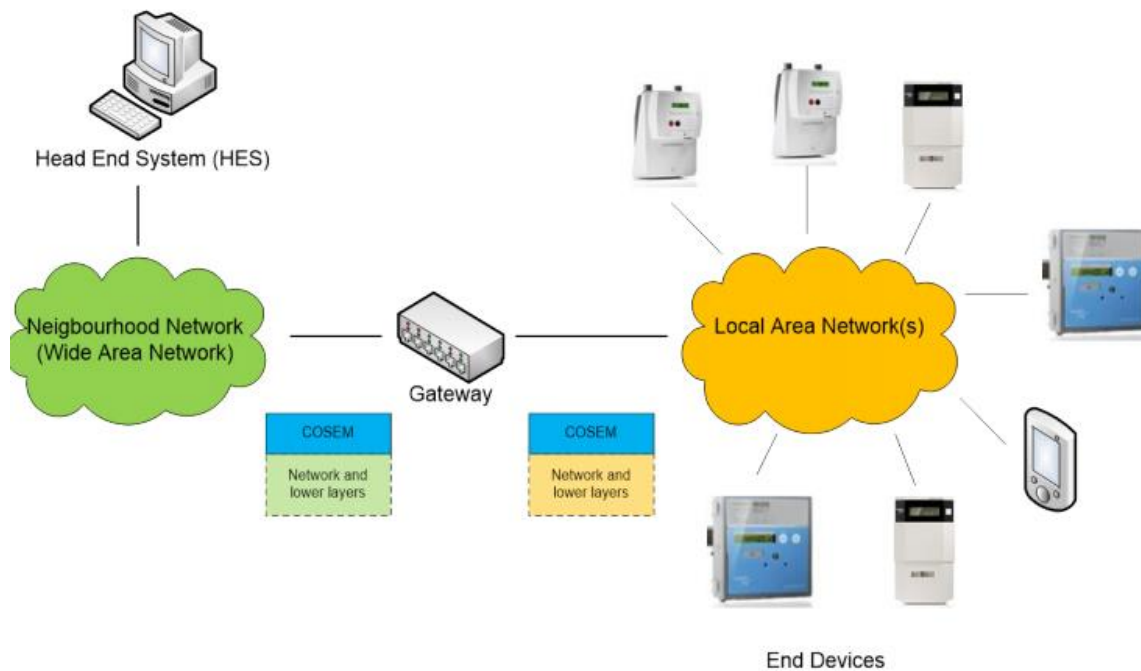 Head End System (HES)
Neigbourhood Network
(Wide Area Network)
Gateway
Local Area Network(s)
COSEM
Network and
lower layers
COSEM
Network and
lower layers
End Devices